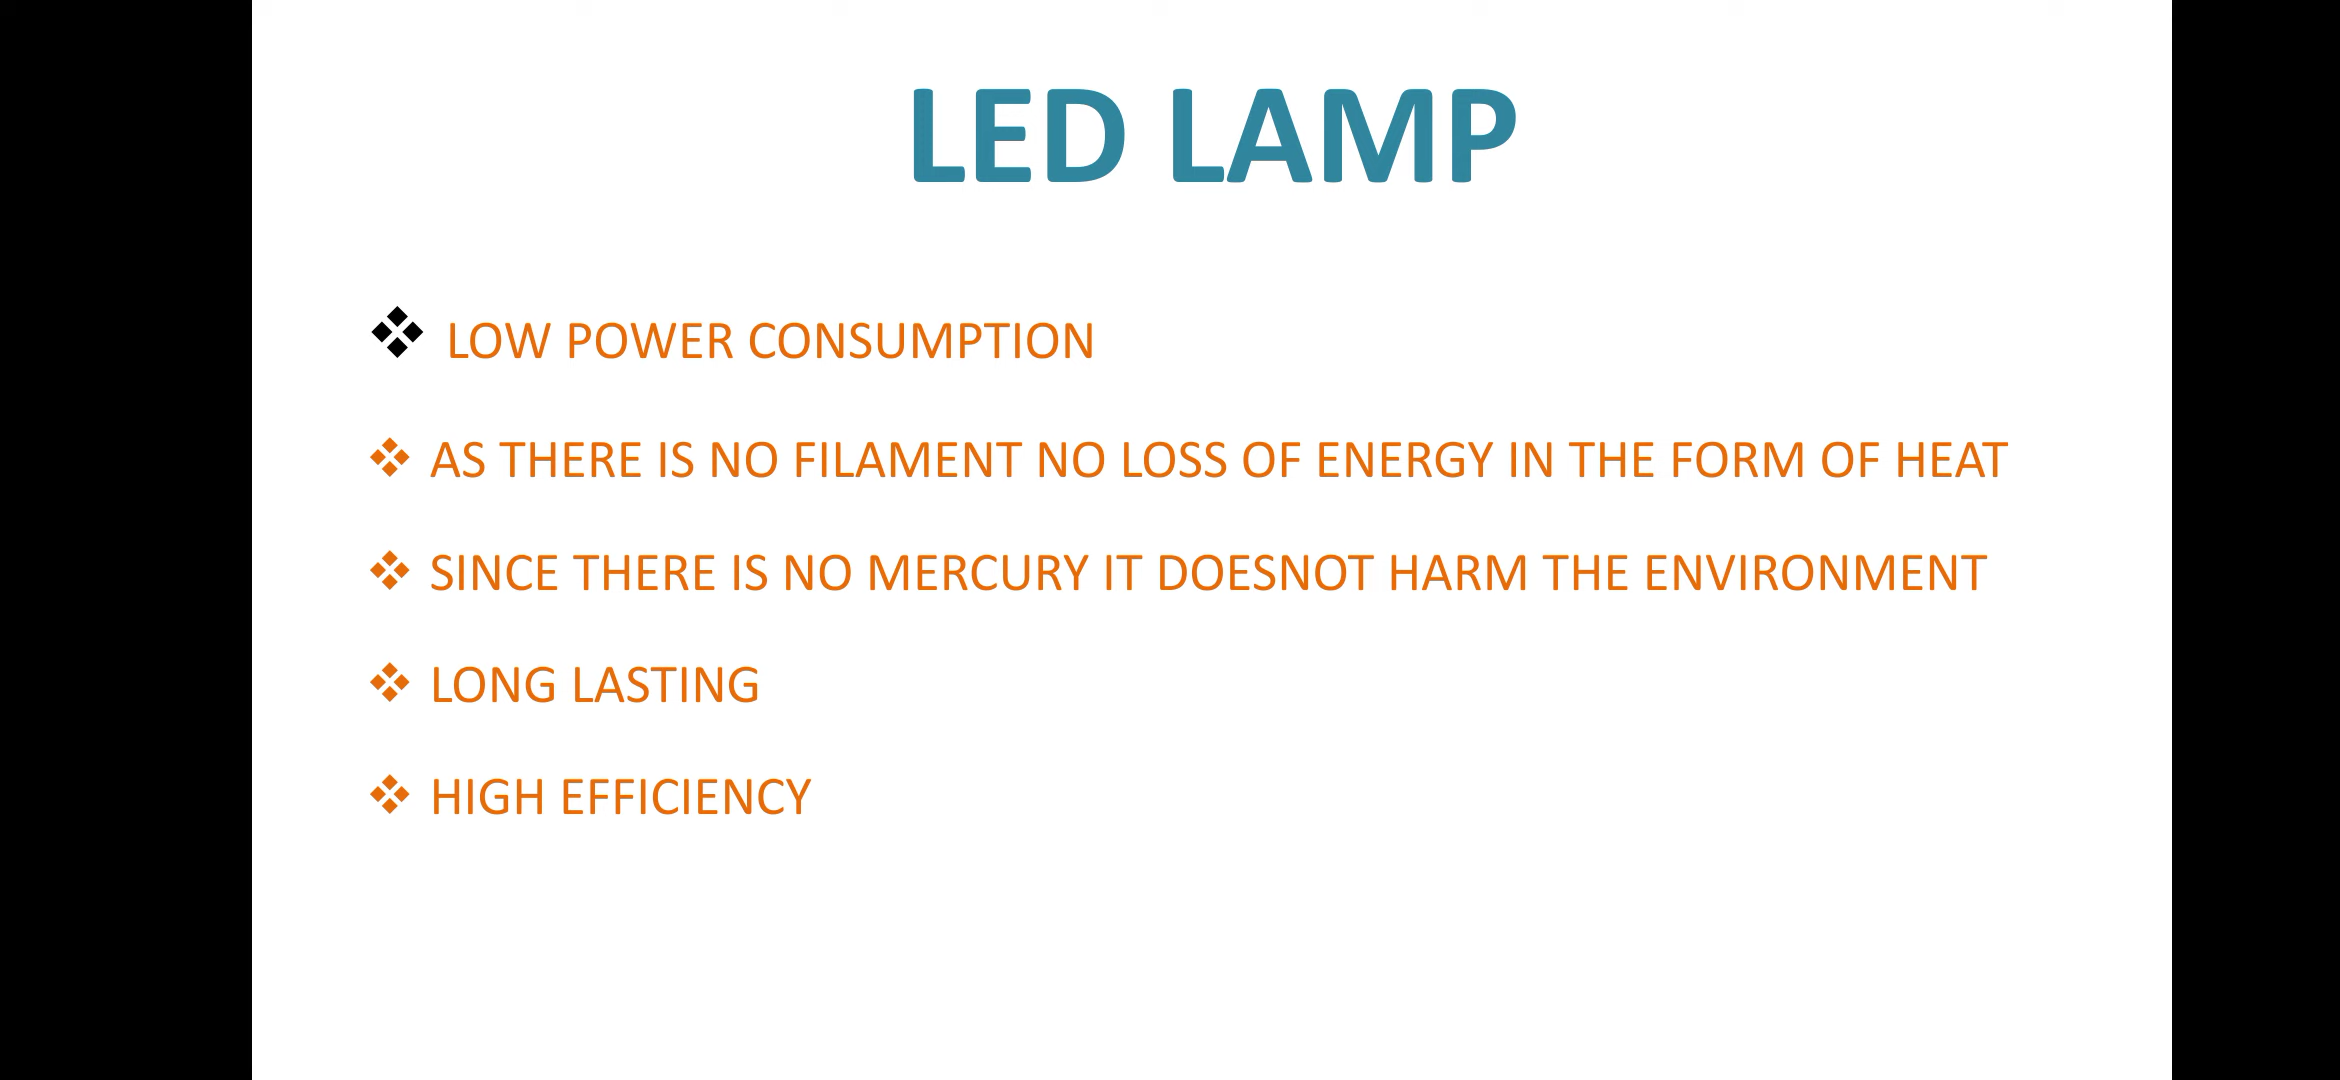 LED LAMP
LOW POWER CONSUMPTION
AS THERE IS NO FILAMENT NO LOSS OF ENERGY IN THE FORM OF HEAT
SINCE THERE IS NO MERCURY IT DOESNOT HARM THE ENVIRONMENT
LONG LASTING
HIGH EFFICIENCY